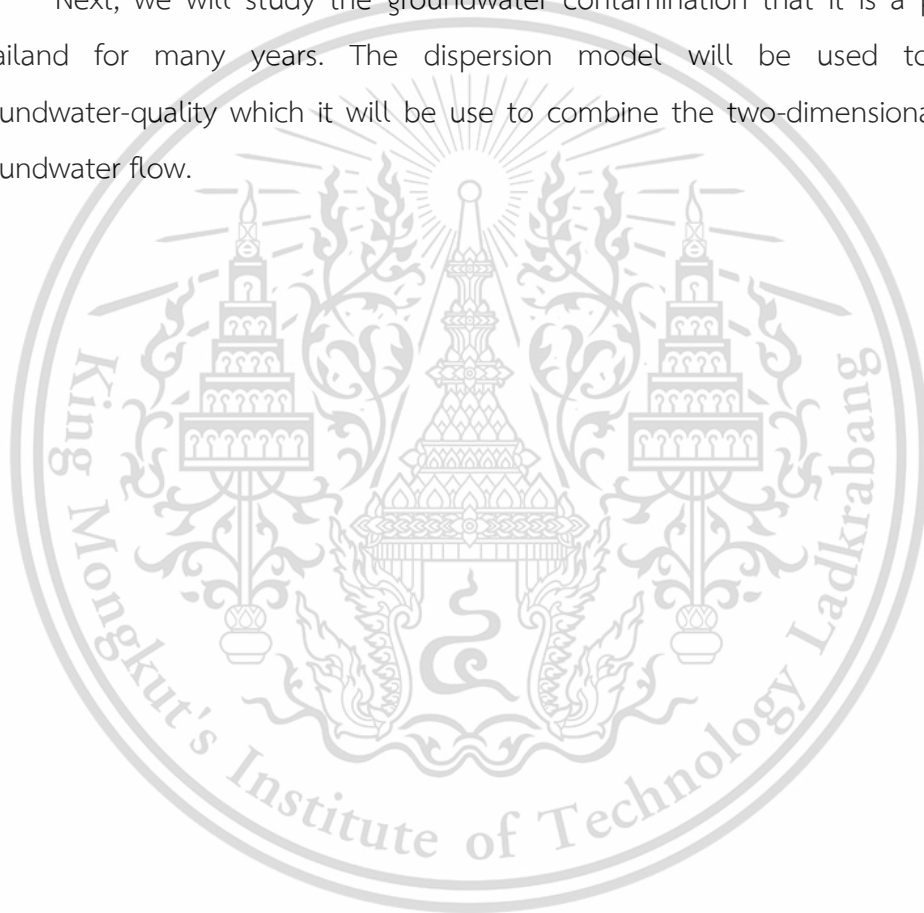 Next, we will study the groundwater contamination that it is a p
ailand for many years. The dispersion model will be used to
undwater-quality which it will be use to combine the two-dimensiona
undwater flow.
King Mongkut's Institute of Technology Ladkrabang